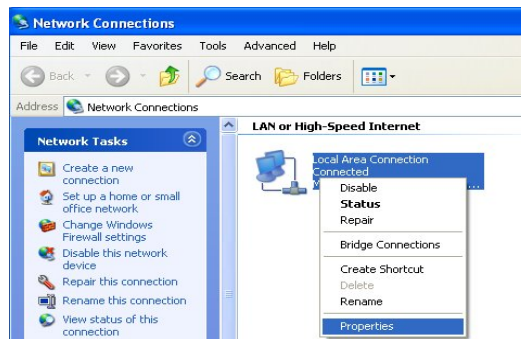 Network Connections
File Edit View Favorites Tools Advanced Help
Back Search Folders
Address Network Connections
Network Tasks
Create a new
connection
Set up a home or small
office network
Change Windows
Firewall settings
Disable this network
device
Repair this connection
Rename this connection
View status of this
connection
LAN or High-Speed Internet
Local Area Connection
Connected
Disable
Status
Repair
Bridge Connections
Create Shortcut
Delete
Rename
Properties